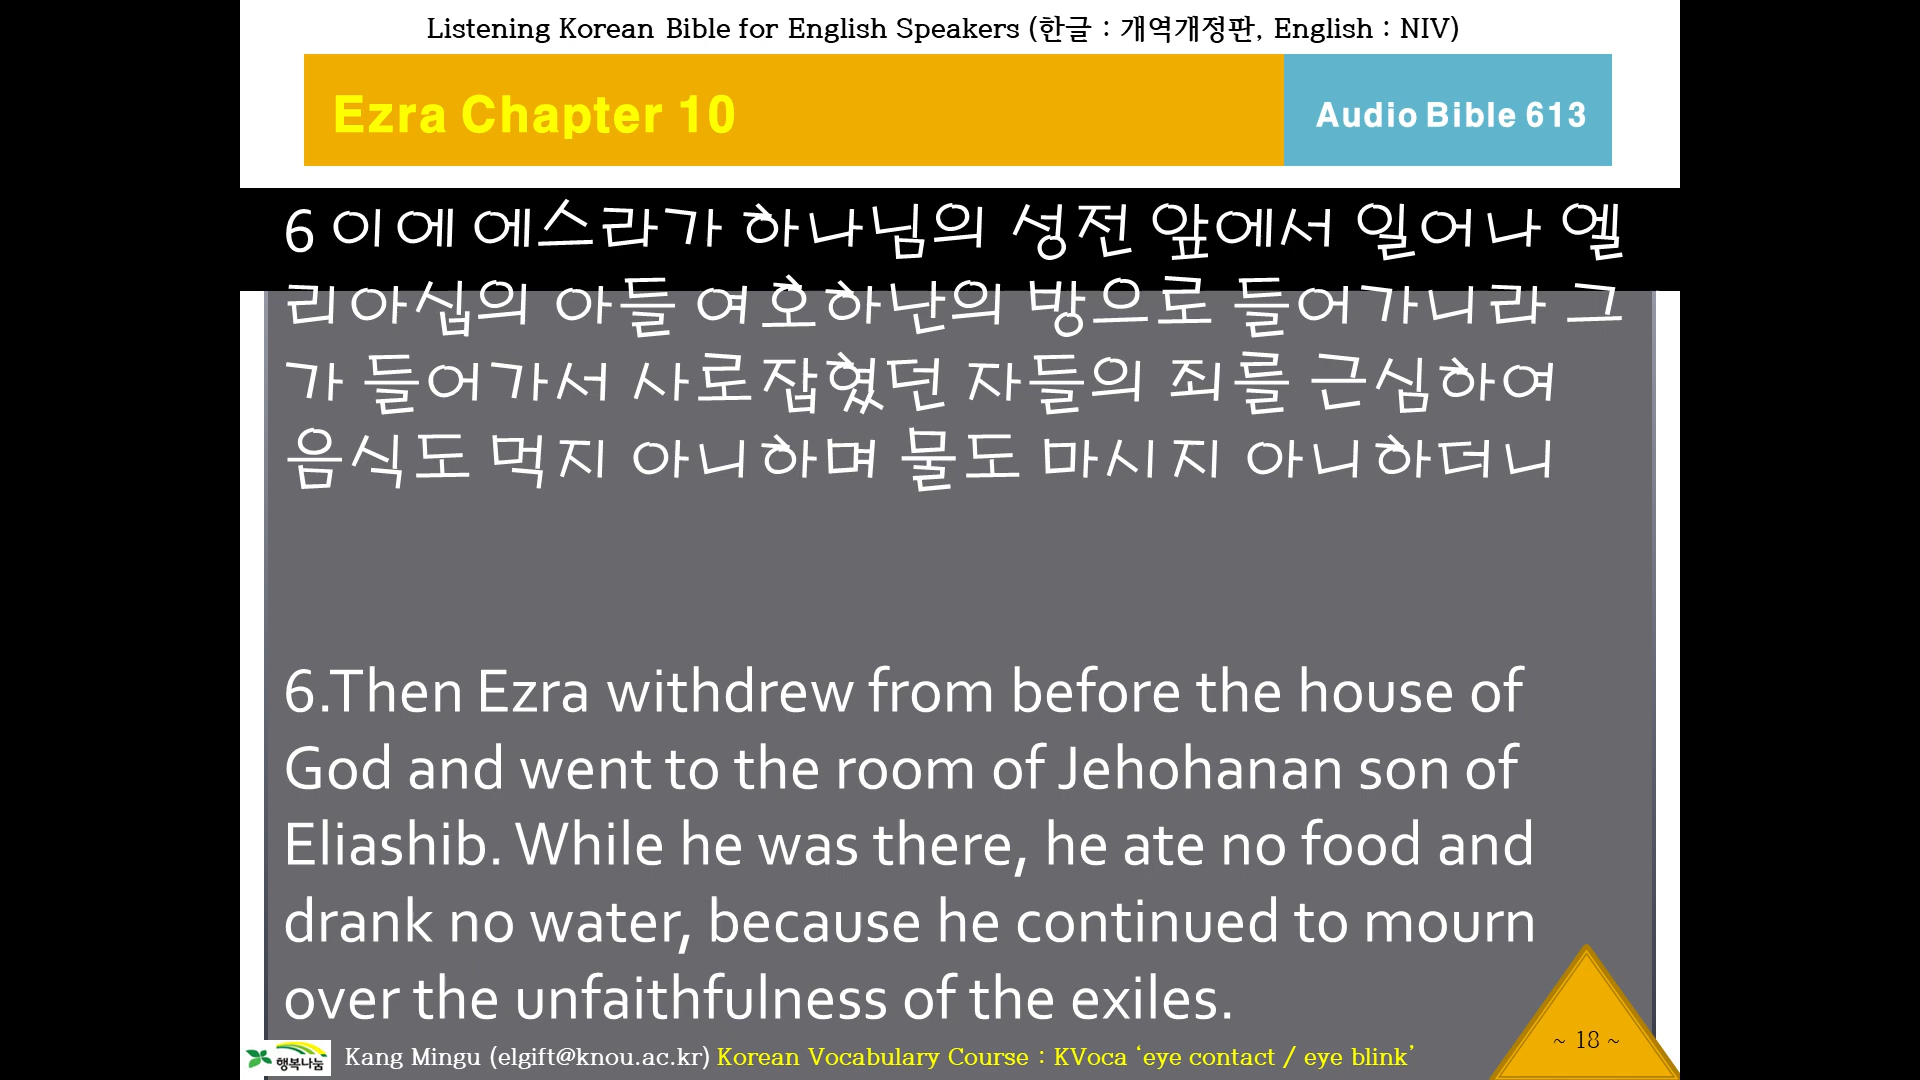 Listening Korean Bible for English Speakers (한글 : 개역개정판, English : NIV)
Ezra Chapter 10
Audio Bible 613
6 이에 에스라가 하나님의 성전 앞에서 일어나 엘
리아십의 아들 여호하난의 방으로 들어가니라 그
가 들어가서 사로잡혔던 자들의 죄를 근심하여
음식도 먹지 아니하며 물도 마시지 아니하더니
6.Then Ezra withdrew from before the house of
God and went to the room of Jehohanan son of
Eliashib. While he was there, he ate no food and
drank no water, because he continued to mourn
over the unfaithfulness of the exiles.
~ 18 ~
행복나눔 Kang Mingu (elgift@knou.ac.kr) Korean Vocabulary Course : KVoca ‘eye contact / eye blink’